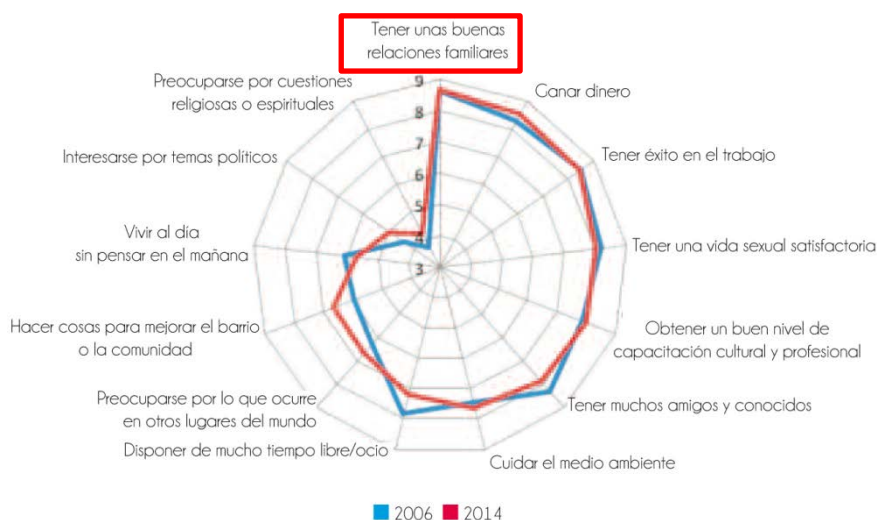 Tener unas buenas
relaciones familiares
Preocuparse por cuestiones
religiosas o espirituales
Ganar dinero
Interesarse por temas políticos
Tener éxito en el trabajo
Vivir al día
sin pensar en el mañana
Tener una vida sexual satisfactoria
Hacer cosas para mejorar el barrio
o la comunidad
Obtener un buen nivel de
capacitación cultural y profesional
Preocuparse por lo que ocurre
en otros lugares del mundo
Tener muchos amigos y conocidos
Disponer de mucho tiempo libre/ocio
Cuidar el medio ambiente
9
8
7
6
5
4
3
2006 2014